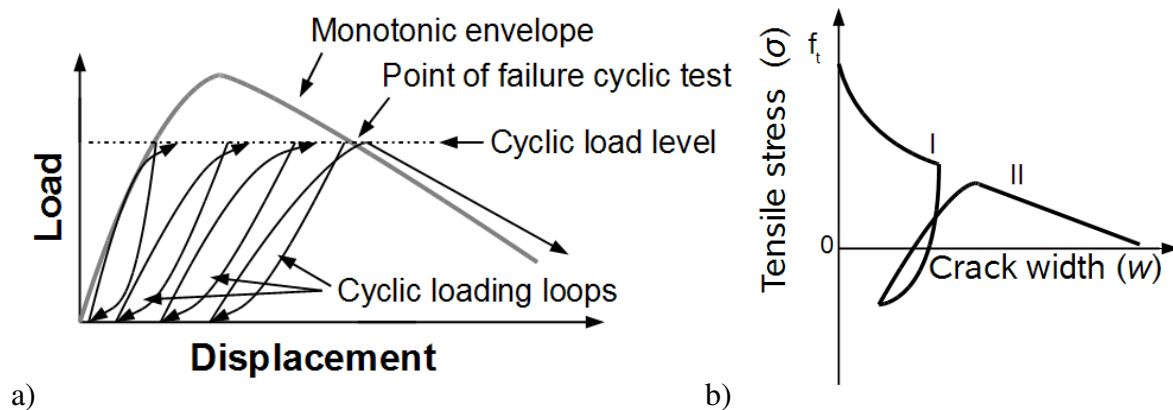 Monotonic envelope
Point of failure cyclic test
Cyclic load level
Load
Cyclic loading loops
Displacement
a)
Tensile stress (σ)
f_t
I
II
0
Crack width (w)
b)